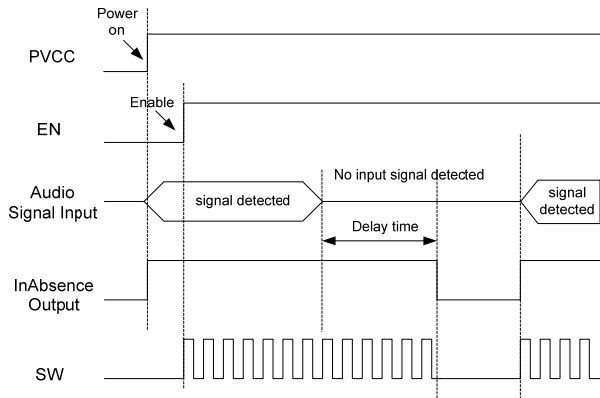 Power
on
PVCC
Enable
EN
No input signal detected
Audio
Signal Input
signal detected
signal
detected
Delay time
InAbsence
Output
SW